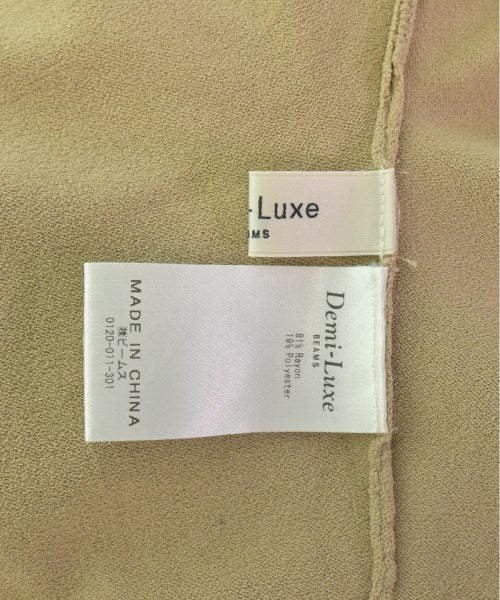 -Luxe
MS
Demi-Luxe
BEAMS
81% Rayon
19% Polyester
MADE IN CHINA
㈱ビームス
0120-011-301